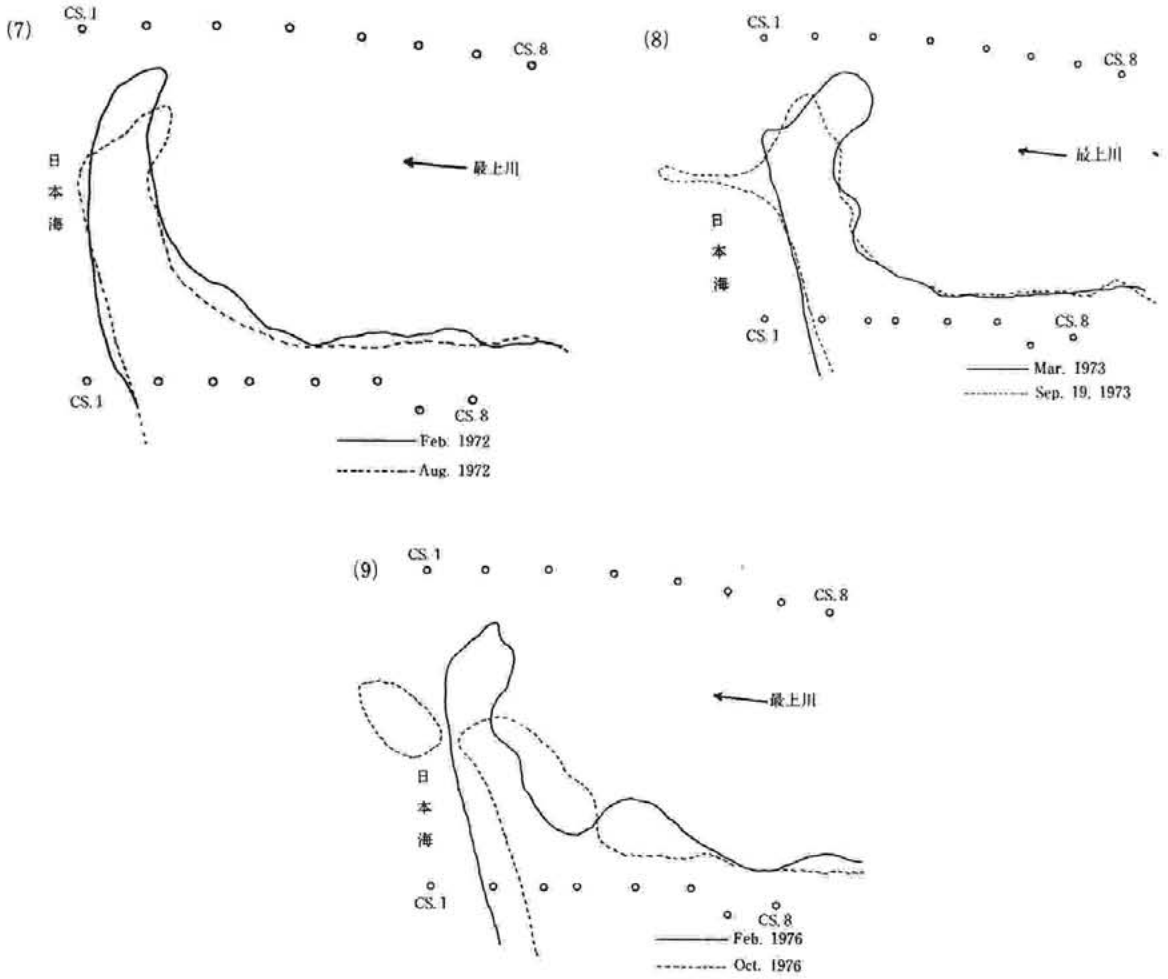 (7)
CS.1
CS.8
日本海
最上川
CS.1
CS.8
Feb. 1972
Aug. 1972
(8)
CS.1
CS.8
最上川
日本海
CS.1
CS.8
Mar. 1973
Sep. 19, 1973
(9)
CS.1
CS.8
最上川
日本海
CS.1
CS.8
Feb. 1976
Oct. 1976